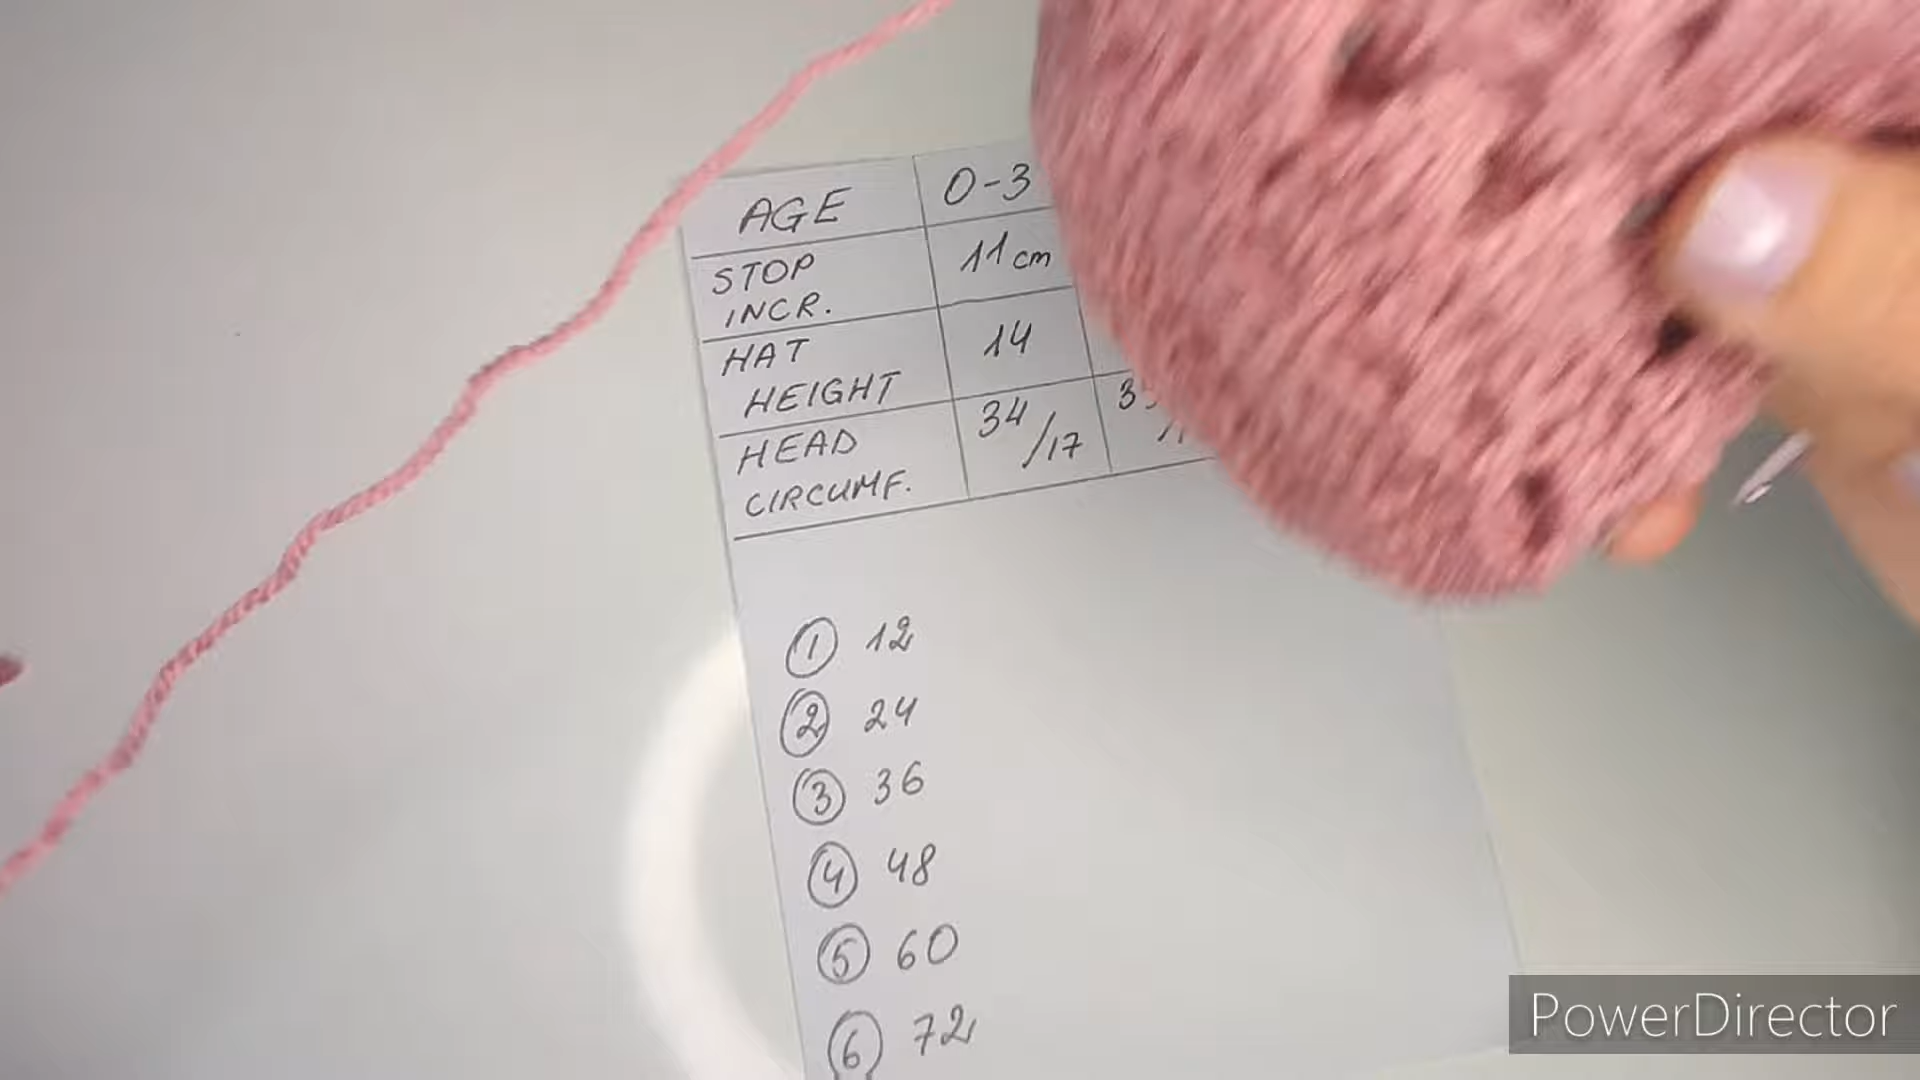 AGE 0-3
STOP INCR. 11 cm
HAT HEIGHT 14
HEAD CIRCUMF. 34/17
① 12
② 24
③ 36
④ 48
⑤ 60
⑥ 72
PowerDirector